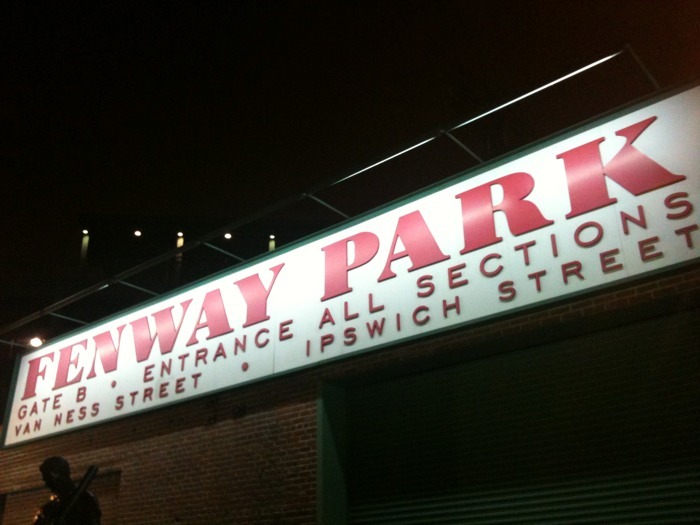 FENWAY PARK
GATE B • ENTRANCE ALL SECTIONS
VAN NESS STREET • IPSWICH STREET